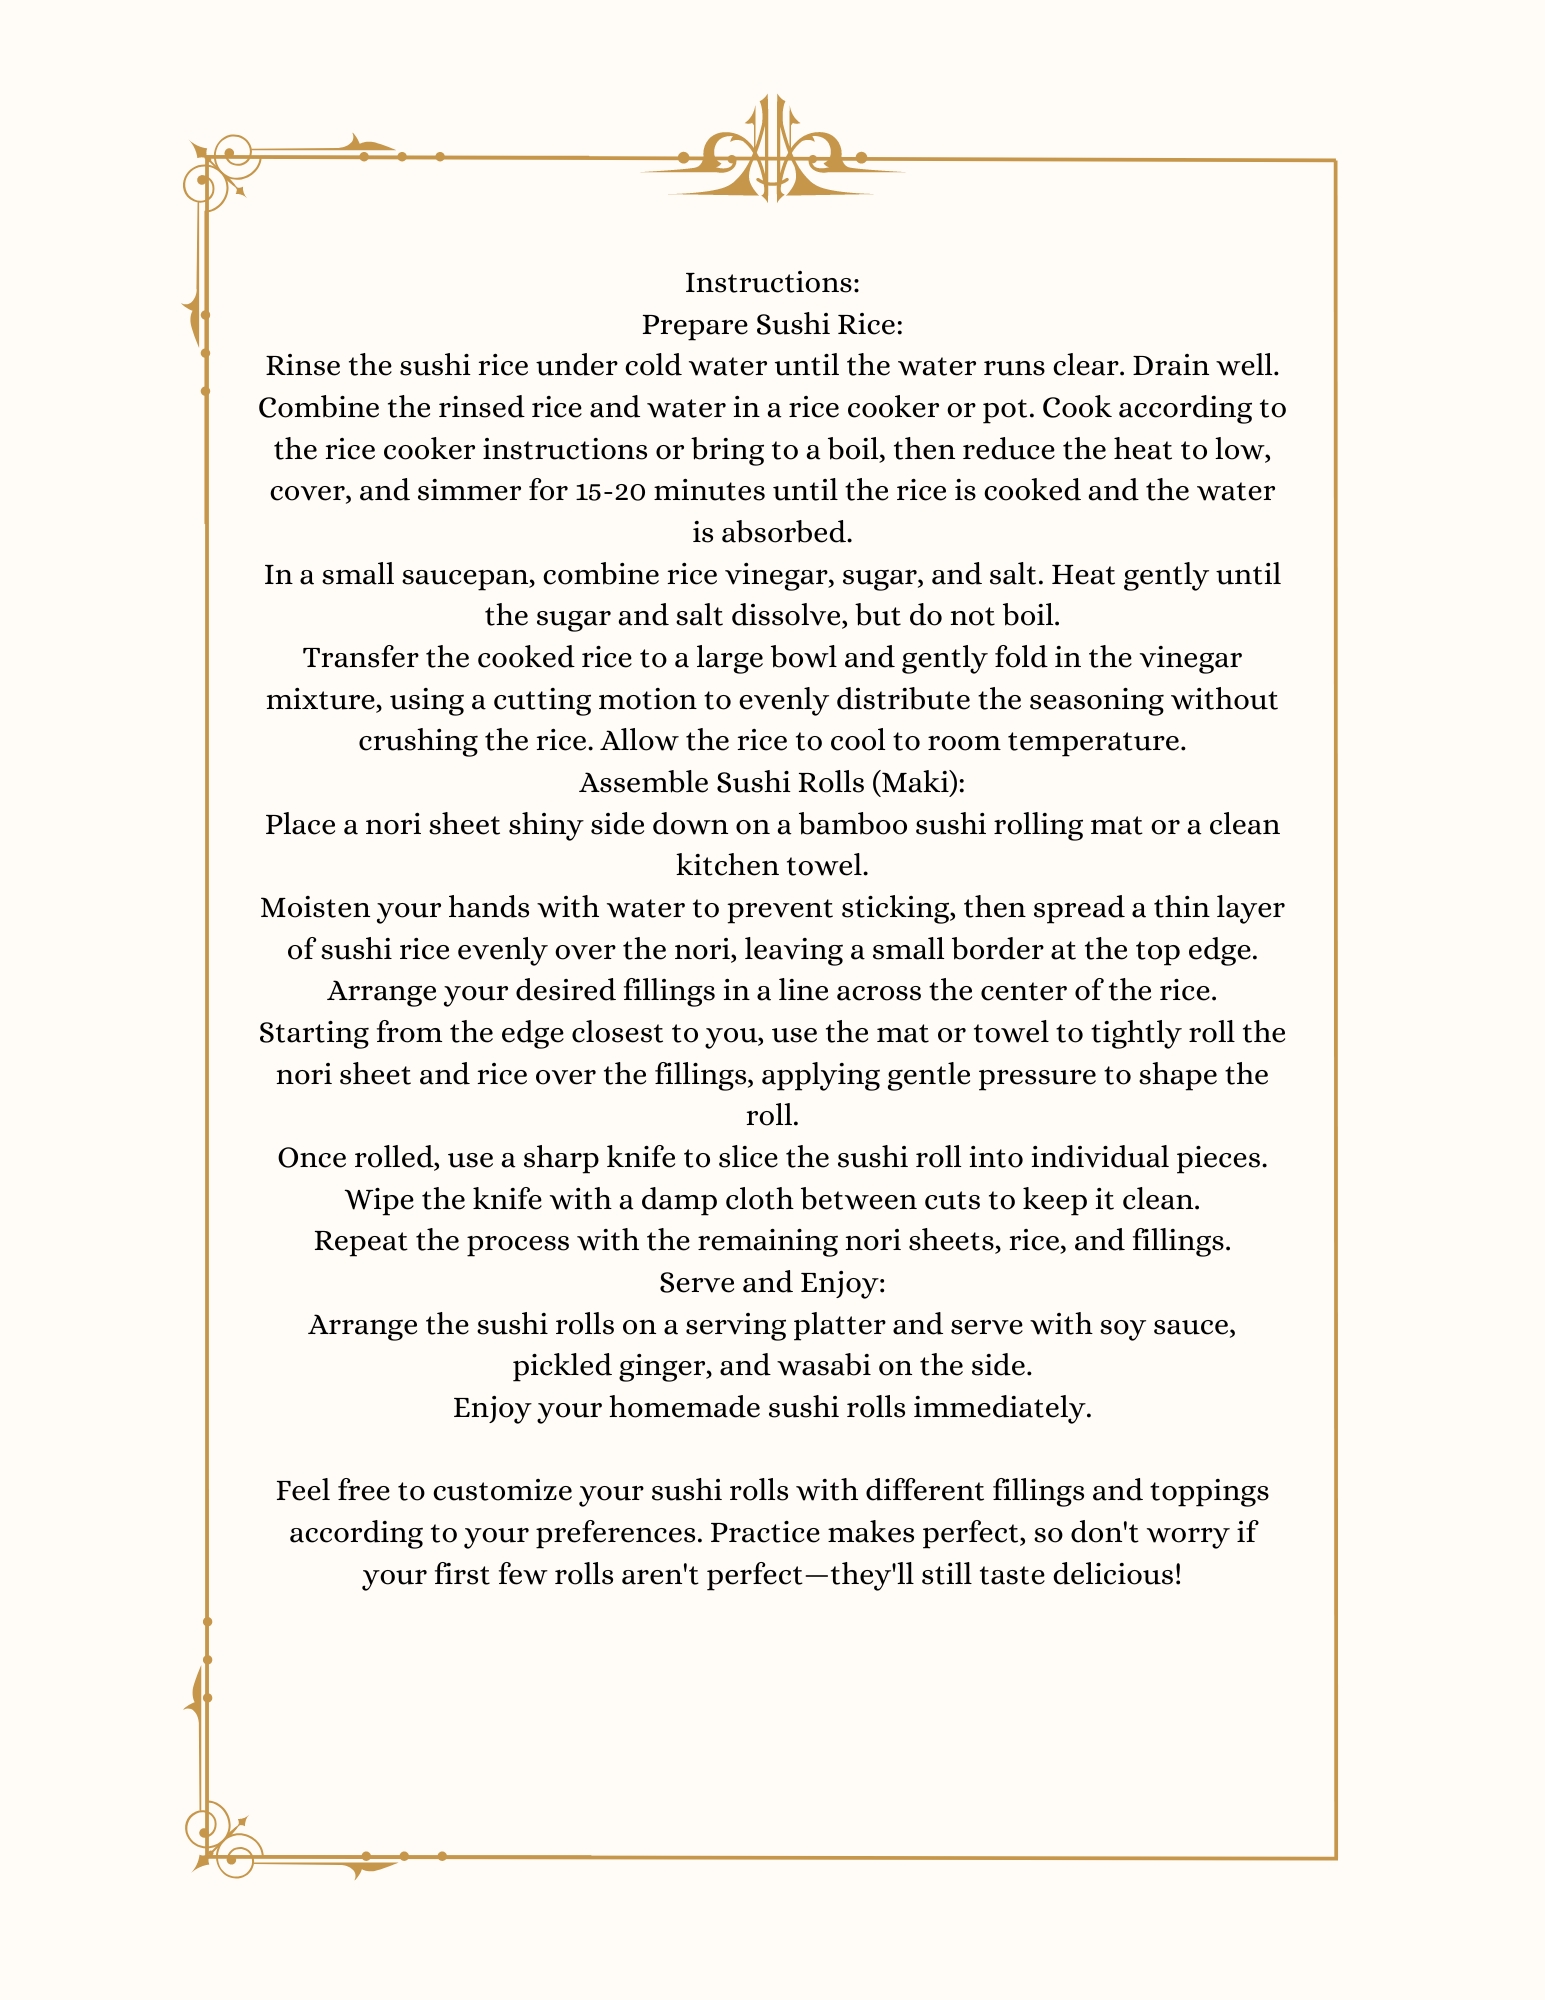 Instructions:
Prepare Sushi Rice:
Rinse the sushi rice under cold water until the water runs clear. Drain well.
Combine the rinsed rice and water in a rice cooker or pot. Cook according to
the rice cooker instructions or bring to a boil, then reduce the heat to low,
cover, and simmer for 15-20 minutes until the rice is cooked and the water
is absorbed.
In a small saucepan, combine rice vinegar, sugar, and salt. Heat gently until
the sugar and salt dissolve, but do not boil.
Transfer the cooked rice to a large bowl and gently fold in the vinegar
mixture, using a cutting motion to evenly distribute the seasoning without
crushing the rice. Allow the rice to cool to room temperature.
Assemble Sushi Rolls (Maki):
Place a nori sheet shiny side down on a bamboo sushi rolling mat or a clean
kitchen towel.
Moisten your hands with water to prevent sticking, then spread a thin layer
of sushi rice evenly over the nori, leaving a small border at the top edge.
Arrange your desired fillings in a line across the center of the rice.
Starting from the edge closest to you, use the mat or towel to tightly roll the
nori sheet and rice over the fillings, applying gentle pressure to shape the
roll.
Once rolled, use a sharp knife to slice the sushi roll into individual pieces.
Wipe the knife with a damp cloth between cuts to keep it clean.
Repeat the process with the remaining nori sheets, rice, and fillings.
Serve and Enjoy:
Arrange the sushi rolls on a serving platter and serve with soy sauce,
pickled ginger, and wasabi on the side.
Enjoy your homemade sushi rolls immediately.
Feel free to customize your sushi rolls with different fillings and toppings
according to your preferences. Practice makes perfect, so don't worry if
your first few rolls aren't perfect—they'll still taste delicious!